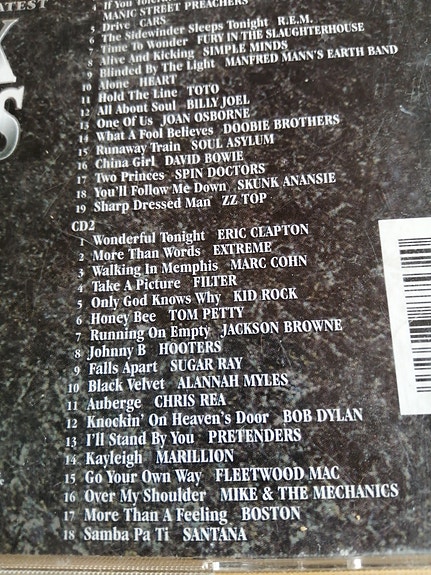 ATEST
4 If You Tolerate
MANIC STREET PREACHERS
5 Drive CARS
6 The Sidewinder Sleeps Tonight R.E.M.
7 Time To Wonder FURY IN THE SLAUGHTERHOUSE
8 Alive And Kicking SIMPLE MINDS
9 Blinded By The Light MANFRED MANN'S EARTH BAND
10 Alone HEART
11 Hold The Line TOTO
12 All About Soul BILLY JOEL
13 One Of Us JOAN OSBORNE
14 What A Fool Believes DOOBIE BROTHERS
15 Runaway Train SOUL ASYLUM
16 China Girl DAVID BOWIE
17 Two Princes SPIN DOCTORS
18 You'll Follow Me Down SKUNK ANANSIE
19 Sharp Dressed Man ZZ TOP
CD2
1 Wonderful Tonight ERIC CLAPTON
2 More Than Words EXTREME
3 Walking In Memphis MARC COHN
4 Take A Picture FILTER
5 Only God Knows Why KID ROCK
6 Honey Bee TOM PETTY
7 Running On Empty JACKSON BROWNE
8 Johnny B HOOTERS
9 Falls Apart SUGAR RAY
10 Black Velvet ALANNAH MYLES
11 Auberge CHRIS REA
12 Knockin' On Heaven's Door BOB DYLAN
13 I'll Stand By You PRETENDERS
14 Kayleigh MARILLION
15 Go Your Own Way FLEETWOOD MAC
16 Over My Shoulder MIKE & THE MECHANICS
17 More Than A Feeling BOSTON
18 Samba Pa Ti SANTANA